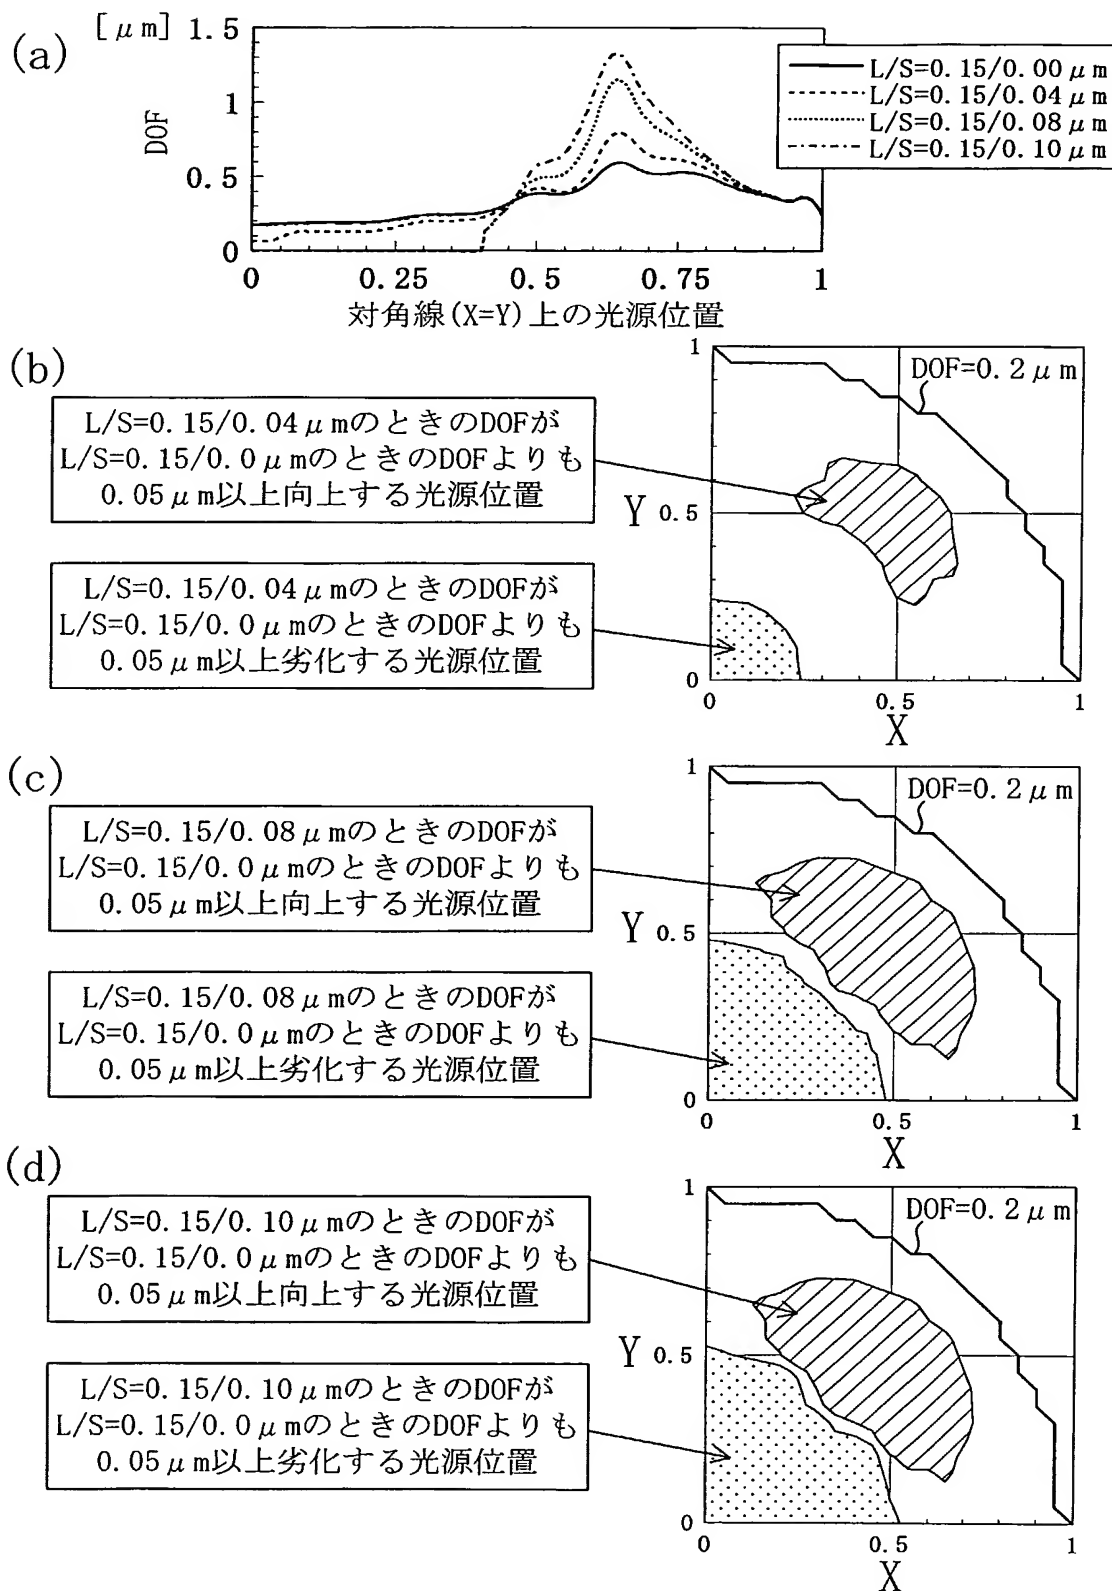 (a)
[μm]
1.5
1
0.5
0
DOF
0 0.25 0.5 0.75 1
対角線(X=Y)上の光源位置
L/S=0.15/0.00μm
L/S=0.15/0.04μm
L/S=0.15/0.08μm
L/S=0.15/0.10μm
(b)
L/S=0.15/0.04μmのときのDOFが
L/S=0.15/0.0μmのときのDOFよりも
0.05μm以上向上する光源位置
L/S=0.15/0.04μmのときのDOFが
L/S=0.15/0.0μmのときのDOFよりも
0.05μm以上劣化する光源位置
1
DOF=0.2μm
Y 0.5
0
0 0.5 1
X
(c)
L/S=0.15/0.08μmのときのDOFが
L/S=0.15/0.0μmのときのDOFよりも
0.05μm以上向上する光源位置
L/S=0.15/0.08μmのときのDOFが
L/S=0.15/0.0μmのときのDOFよりも
0.05μm以上劣化する光源位置
1
DOF=0.2μm
Y 0.5
0
0 0.5 1
X
(d)
L/S=0.15/0.10μmのときのDOFが
L/S=0.15/0.0μmのときのDOFよりも
0.05μm以上向上する光源位置
L/S=0.15/0.10μmのときのDOFが
L/S=0.15/0.0μmのときのDOFよりも
0.05μm以上劣化する光源位置
1
DOF=0.2μm
Y 0.5
0
0 0.5 1
X